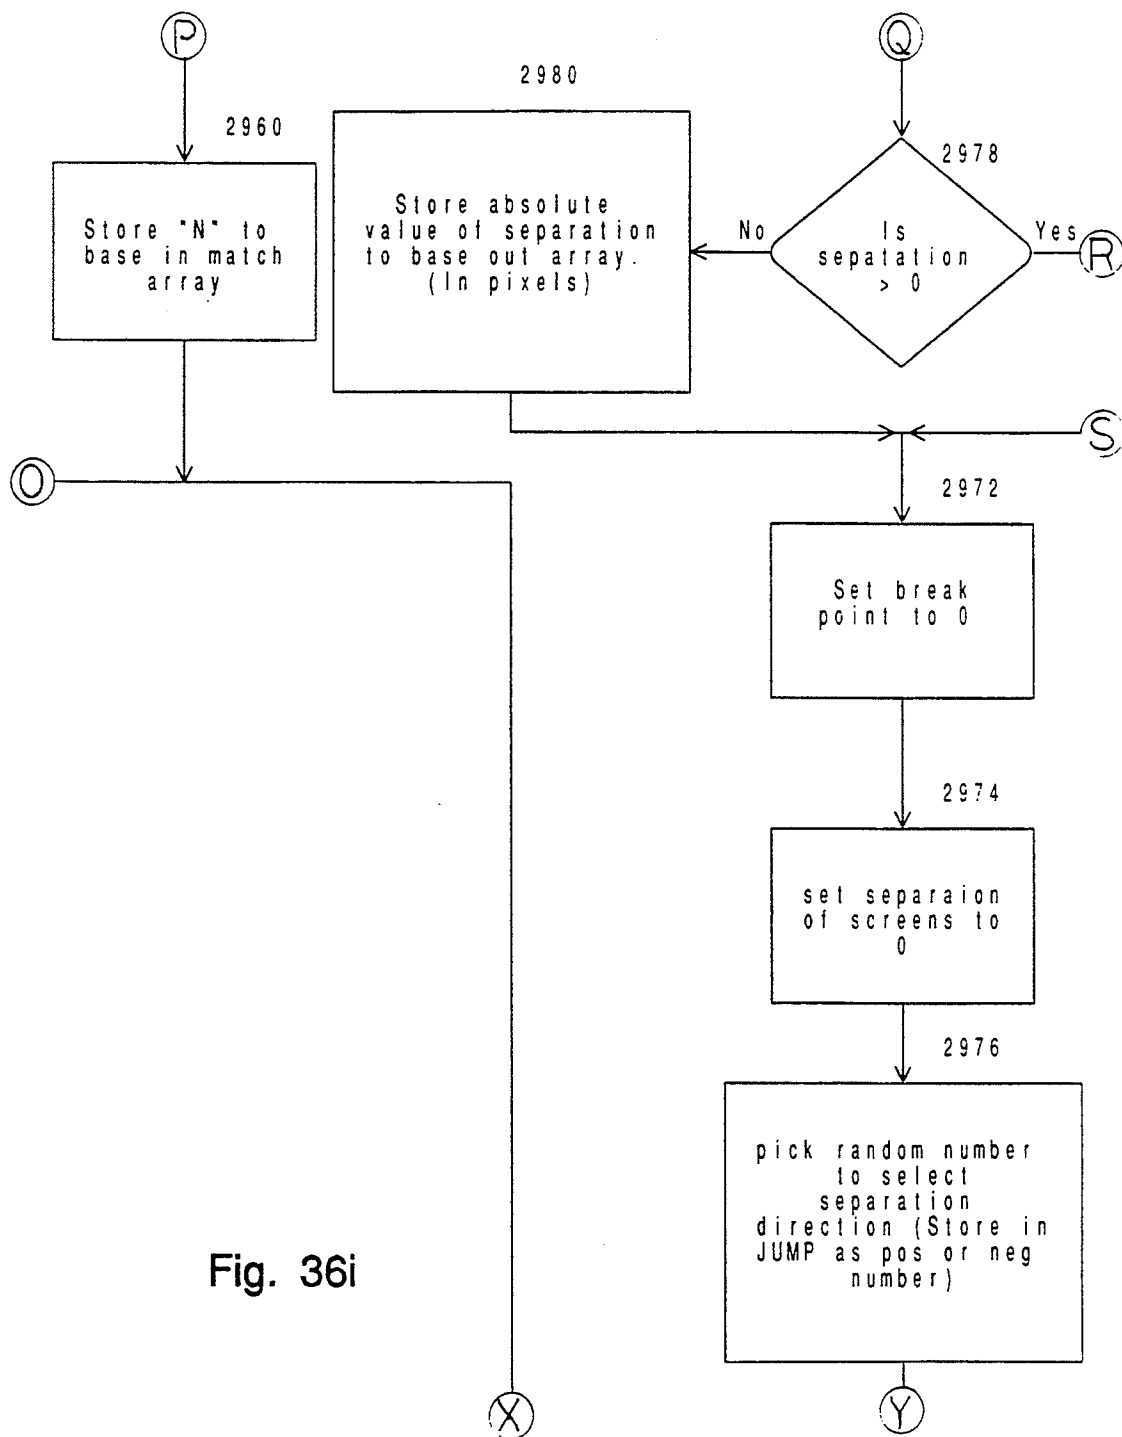 P
Q
2980
2960
2978
Store "N" to
base in match
array
Store absolute
value of separation
to base out array.
(In pixels)
No
Is
sepatation
> 0
Yes
R
S
O
2972
Set break
point to 0
2974
set separaion
of screens to
0
2976
pick random number
to select
separation
direction (Store in
JUMP as pos or neg
number)
Fig. 36i
X
Y